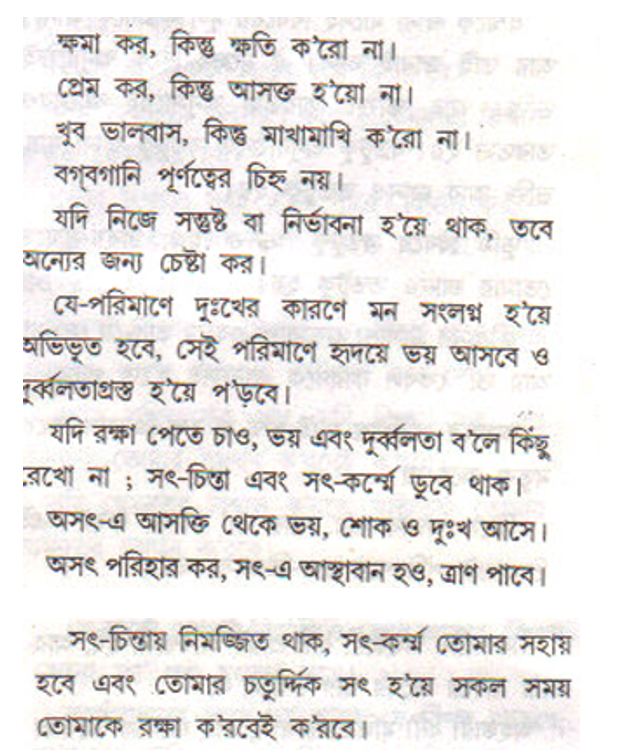 ক্ষমা কর, কিন্তু ক্ষতি ক'রো না।
প্রেম কর, কিন্তু আসক্ত হ'য়ো না।
খুব ভালবাস, কিন্তু মাখামাখি ক'রো না।
বগ্‌বগানি পূর্ণত্বের চিহ্ন নয়।
যদি নিজে সন্তুষ্ট বা নির্ভাবনা হ'য়ে থাক, তবে
অন্যের জন্য চেষ্টা কর।
যে-পরিমাণে দুঃখের কারণে মন সংলগ্ন হ'য়ে
অভিভূত হবে, সেই পরিমাণে হৃদয়ে ভয় আসবে ও
দুর্ব্বলতাগ্রস্ত হ'য়ে প'ড়বে।
যদি রক্ষা পেতে চাও, ভয় এবং দুর্ব্বলতা ব'লে কিছু
রেখো না ; সৎ-চিন্তা এবং সৎ-কর্ম্মে ডুবে থাক।
অসৎ-এ আসক্তি থেকে ভয়, শোক ও দুঃখ আসে।
অসৎ পরিহার কর, সৎ-এ আস্থাবান হও, ত্রাণ পাবে।
সৎ-চিন্তায় নিমজ্জিত থাক, সৎ-কর্ম্ম তোমার সহায়
হবে এবং তোমার চতুর্দ্দিক সৎ হ'য়ে সকল সময়
তোমাকে রক্ষা ক'রবেই ক'রবে।